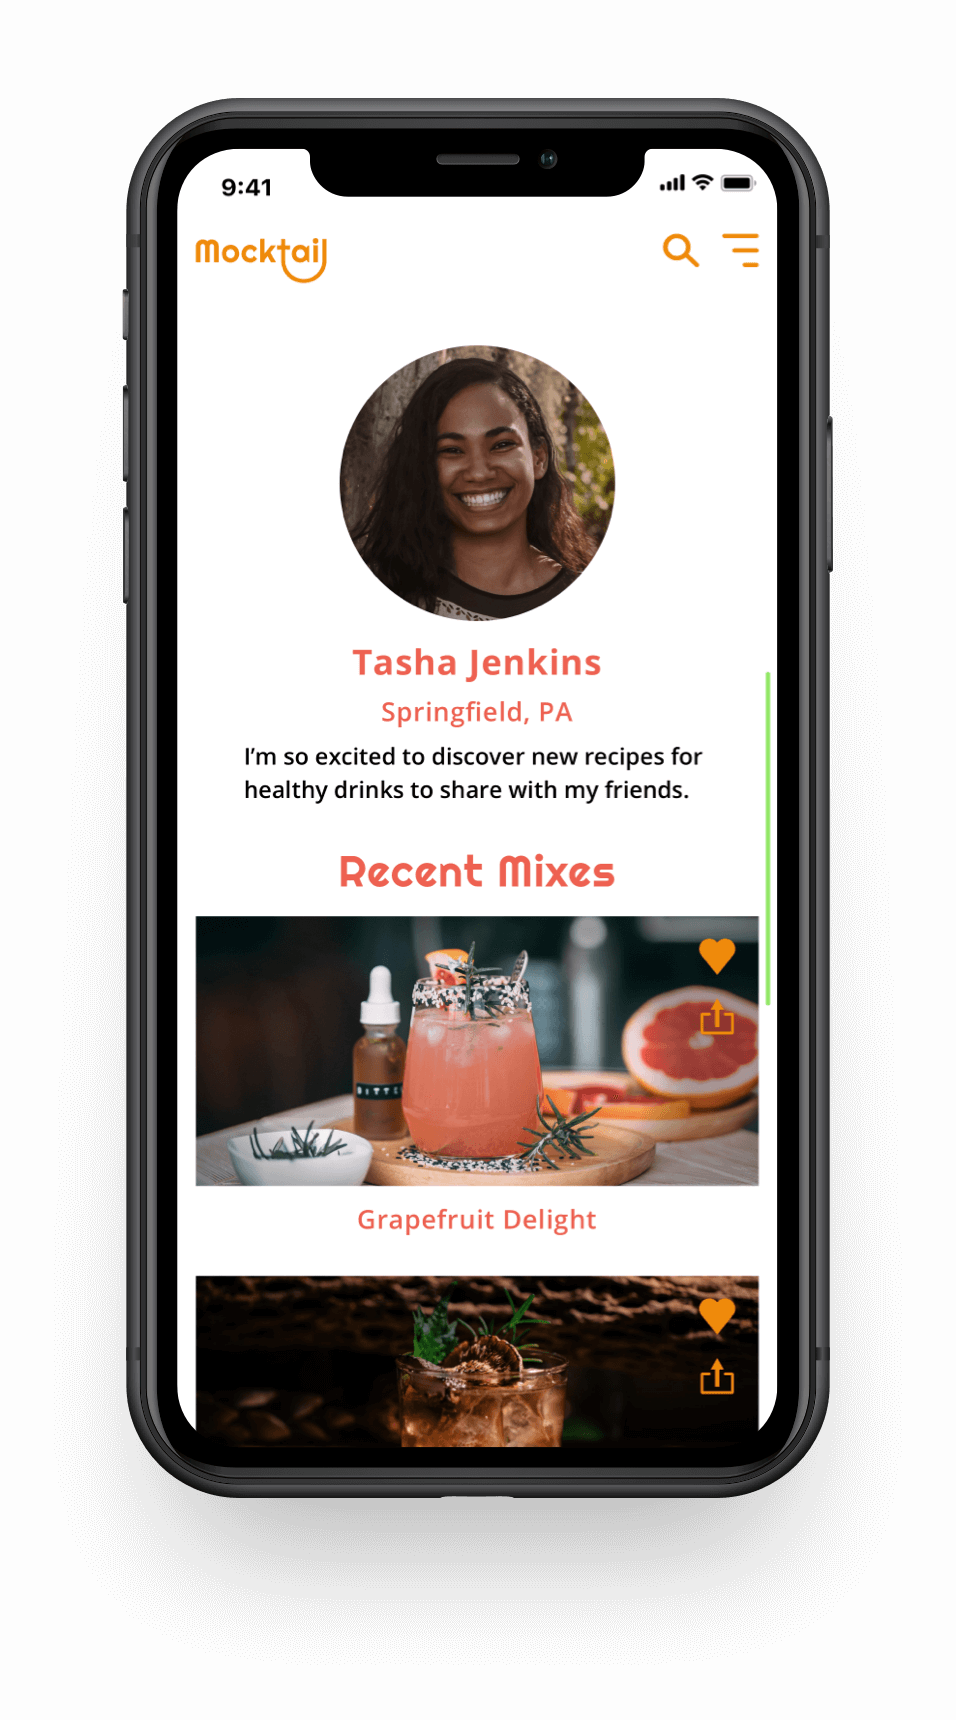 9:41
Mocktail
Tasha Jenkins
Springfield, PA
I’m so excited to discover new recipes for
healthy drinks to share with my friends.
Recent Mixes
BITTE
Grapefruit Delight